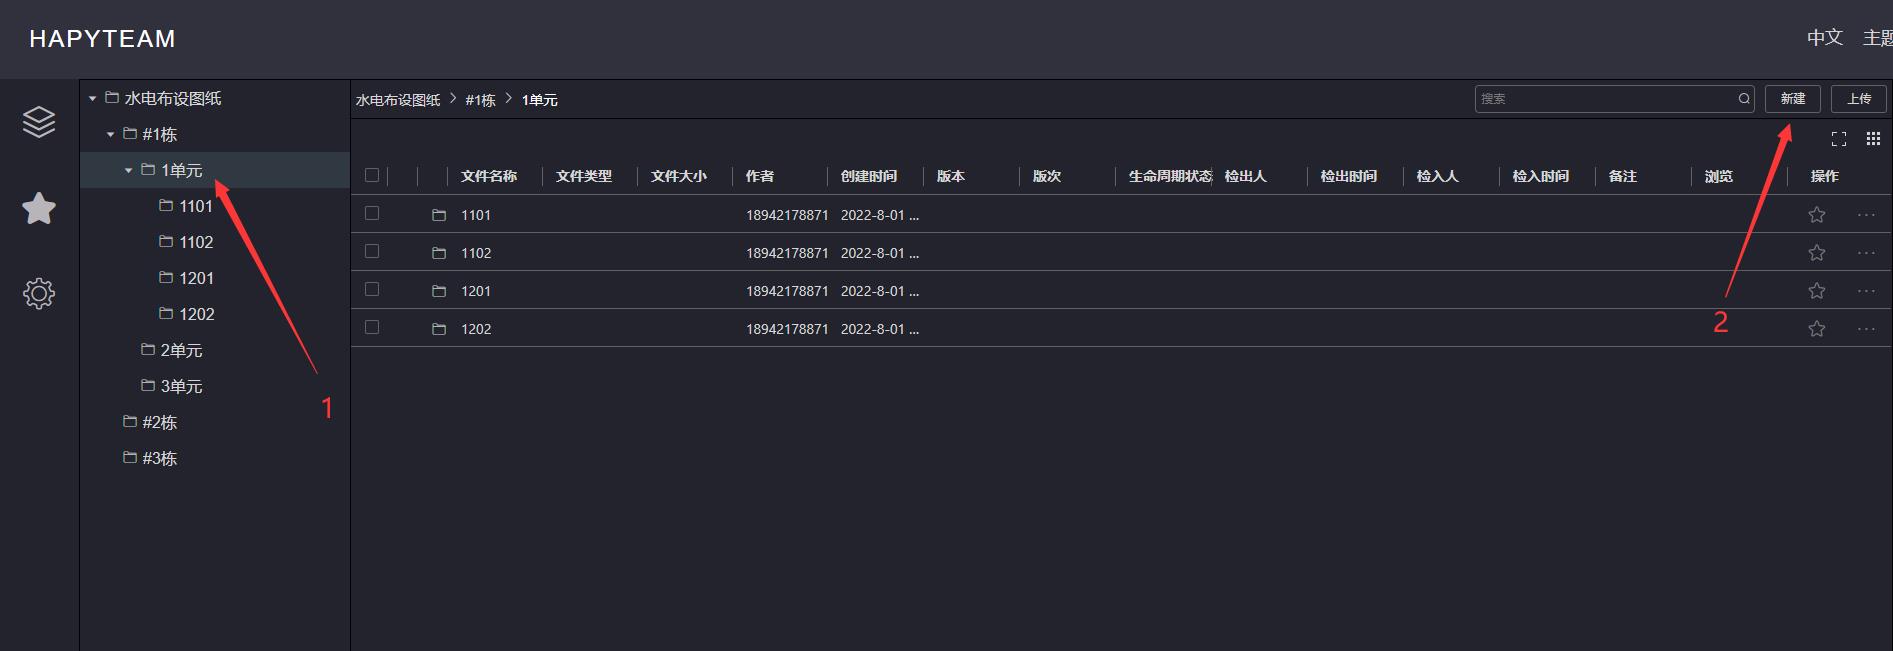 HAPYTEAM
中文 主题
水电布设图纸
#1栋
1单元
1101
1102
1201
1202
2单元
3单元
#2栋
#3栋
1
水电布设图纸 > #1栋 > 1单元
搜索 新建 上传
文件名称 文件类型 文件大小 作者 创建时间 版本 版次 生命周期状态 检出人 检出时间 检入人 检入时间 备注 浏览 操作
1101 18942178871 2022-8-01 ...
1102 18942178871 2022-8-01 ...
1201 18942178871 2022-8-01 ...
1202 18942178871 2022-8-01 ...
2